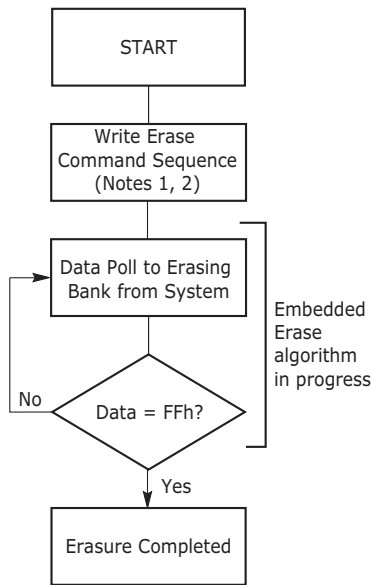 START
Write Erase
Command Sequence
(Notes 1, 2)
Data Poll to Erasing
Bank from System
Embedded
Erase
algorithm
in progress
No
Data = FFh?
Yes
Erasure Completed